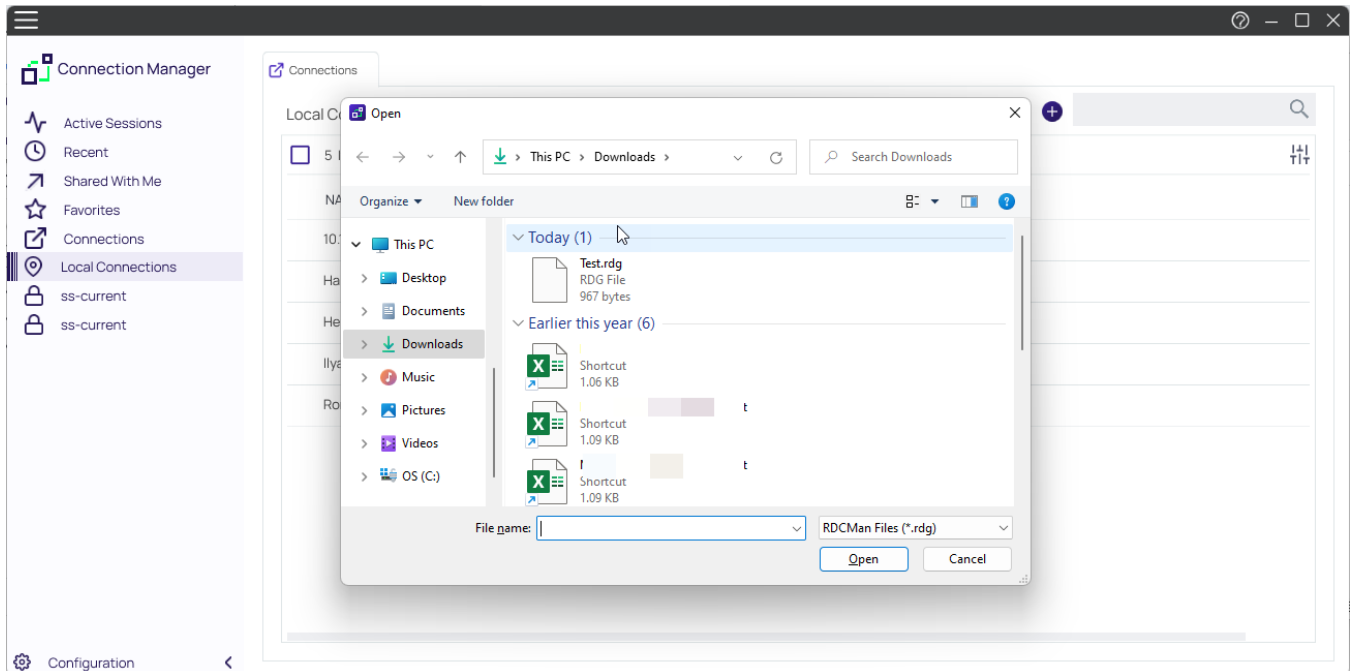 Connection Manager
Active Sessions
Recent
Shared With Me
Favorites
Connections
Local Connections
ss-current
ss-current
Configuration
Connections
Local C
5
NA
10.
Ha
He
Ilya
Ro
Open
This PC > Downloads >
Search Downloads
Organize
New folder
This PC
Desktop
Documents
Downloads
Music
Pictures
Videos
OS (C:)
Today (1)
Test.rdg
RDG File
967 bytes
Earlier this year (6)
Shortcut
1.06 KB
t
Shortcut
1.09 KB
t
Shortcut
1.09 KB
File name:
RDCMan Files (*.rdg)
Open
Cancel